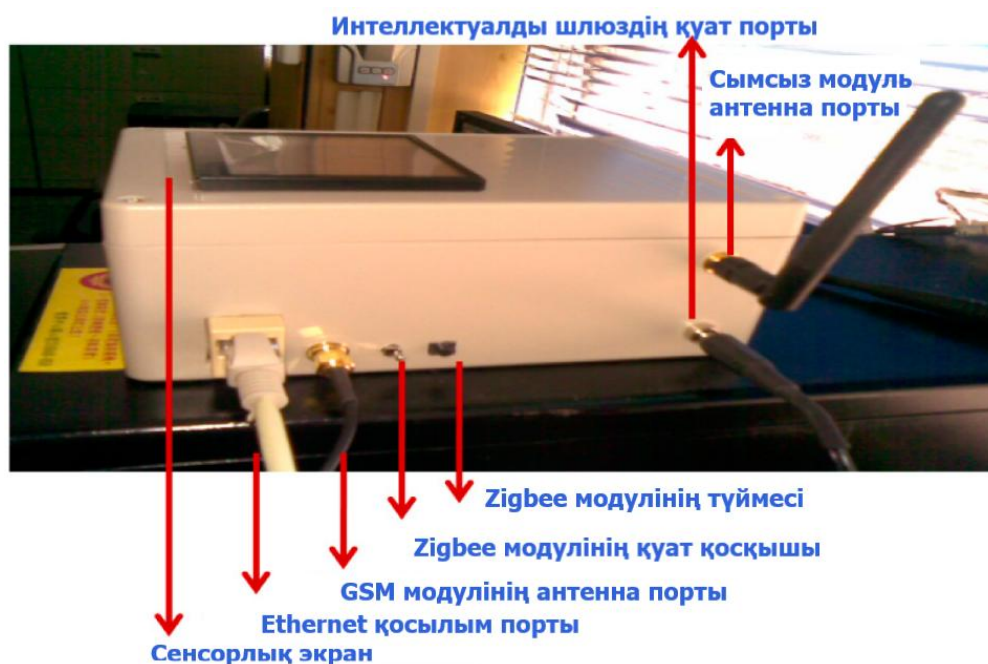 Интеллектуалды шлюздің қуат порты
Сымсыз модуль
антенна порты
Zigbee модулінің түймесі
Zigbee модулінің қуат қосқышы
GSM модулінің антенна порты
Ethernet қосылым порты
Сенсорлық экран